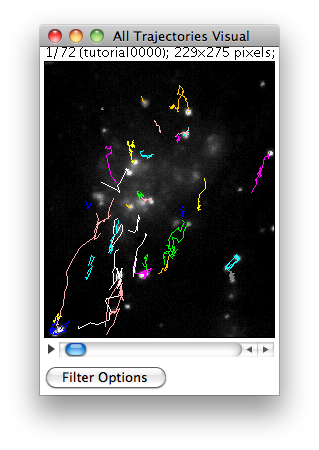 All Trajectories Visual
1/72 (tutorial0000); 229x275 pixels;
Filter Options